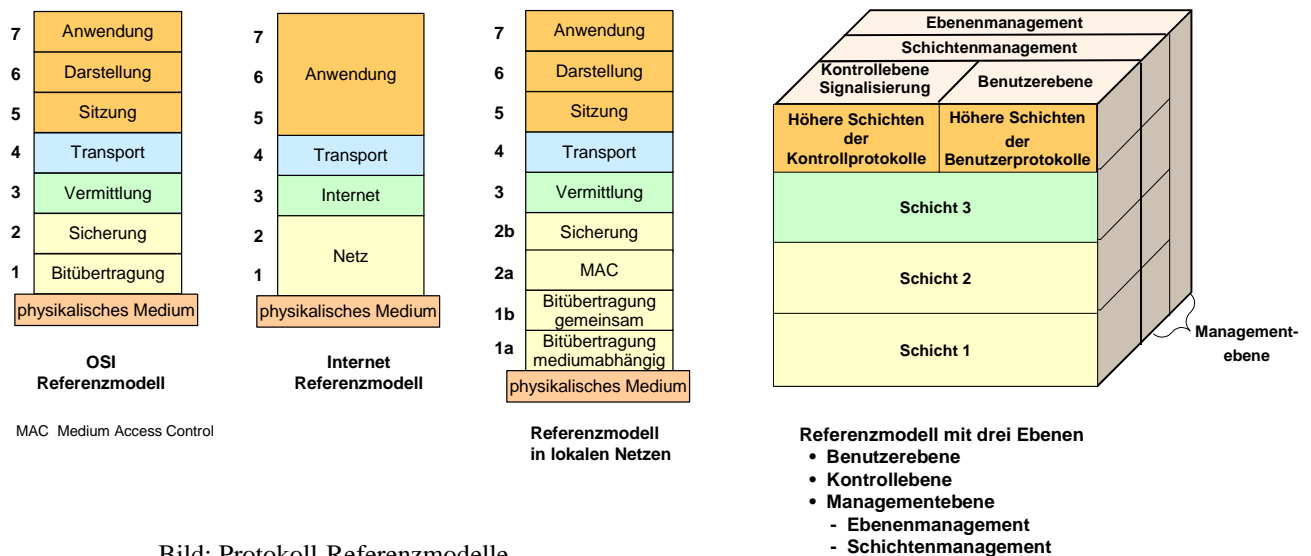 7 Anwendung
6 Darstellung
5 Sitzung
4 Transport
3 Vermittlung
2 Sicherung
1 Bitübertragung
physikalisches Medium
OSI
Referenzmodell
MAC Medium Access Control
7
6 Anwendung
5
4 Transport
3 Internet
2
Netz
1
physikalisches Medium
Internet
Referenzmodell
7 Anwendung
6 Darstellung
5 Sitzung
4 Transport
3 Vermittlung
2b Sicherung
2a MAC
1b Bitübertragung
gemeinsam
1a Bitübertragung
mediumabhängig
physikalisches Medium
Referenzmodell
in lokalen Netzen
Ebenenmanagement
Schichtenmanagement
Kontrollebene
Signalisierung
Benutzerebene
Höhere Schichten
der
Kontrollprotokolle
Höhere Schichten
der
Benutzerprotokolle
Schicht 3
Schicht 2
Schicht 1
Management-
ebene
Referenzmodell mit drei Ebenen
• Benutzerebene
• Kontrollebene
• Managementebene
- Ebenenmanagement
- Schichtenmanagement
Bild: Protokoll-Referenzmodelle